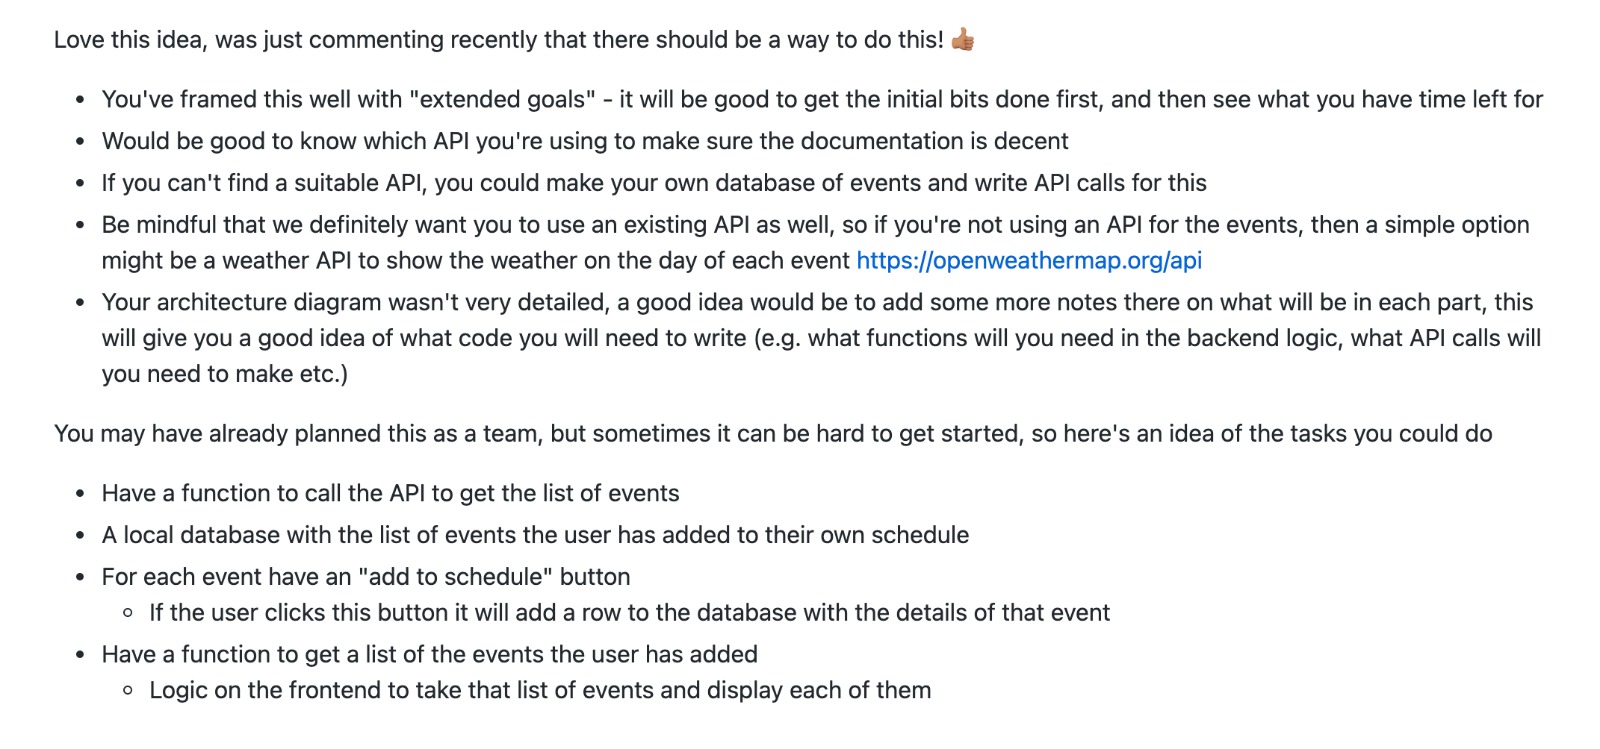 Love this idea, was just commenting recently that there should be a way to do this! 👍🏽
• You've framed this well with "extended goals" - it will be good to get the initial bits done first, and then see what you have time left for
• Would be good to know which API you're using to make sure the documentation is decent
• If you can't find a suitable API, you could make your own database of events and write API calls for this
• Be mindful that we definitely want you to use an existing API as well, so if you're not using an API for the events, then a simple option
might be a weather API to show the weather on the day of each event https://openweathermap.org/api
• Your architecture diagram wasn't very detailed, a good idea would be to add some more notes there on what will be in each part, this
will give you a good idea of what code you will need to write (e.g. what functions will you need in the backend logic, what API calls will
you need to make etc.)
You may have already planned this as a team, but sometimes it can be hard to get started, so here's an idea of the tasks you could do
• Have a function to call the API to get the list of events
• A local database with the list of events the user has added to their own schedule
• For each event have an "add to schedule" button
◦ If the user clicks this button it will add a row to the database with the details of that event
• Have a function to get a list of the events the user has added
◦ Logic on the frontend to take that list of events and display each of them